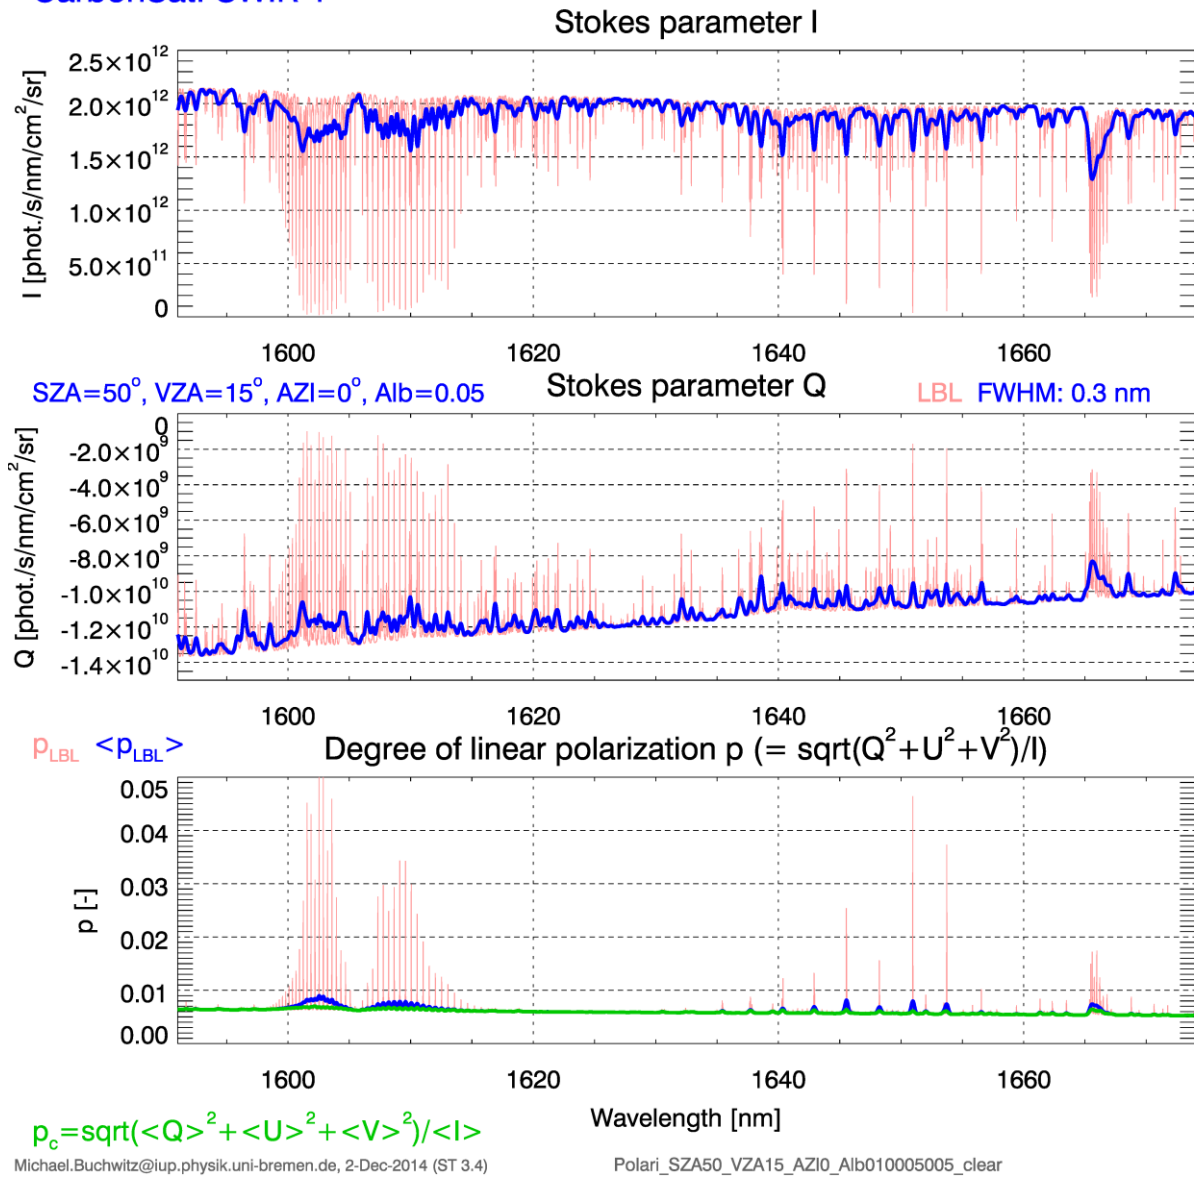 Stokes parameter I
I [phot./s/nm/cm²/sr]
2.5×10¹²
2.0×10¹²
1.5×10¹²
1.0×10¹²
5.0×10¹¹
0
1600 1620 1640 1660
SZA=50°, VZA=15°, AZI=0°, Alb=0.05 Stokes parameter Q LBL FWHM: 0.3 nm
Q [phot./s/nm/cm²/sr]
0
-2.0×10⁹
-4.0×10⁹
-6.0×10⁹
-8.0×10⁹
-1.0×10¹⁰
-1.2×10¹⁰
-1.4×10¹⁰
1600 1620 1640 1660
p_LBL <p_LBL> Degree of linear polarization p (= sqrt(Q²+U²+V²)/I)
p [-]
0.05
0.04
0.03
0.02
0.01
0.00
1600 1620 1640 1660
Wavelength [nm]
p_c=sqrt(<Q>²+<U>²+<V>²)/<I>
Michael.Buchwitz@iup.physik.uni-bremen.de, 2-Dec-2014 (ST 3.4) Polari_SZA50_VZA15_AZI0_Alb010005005_clear